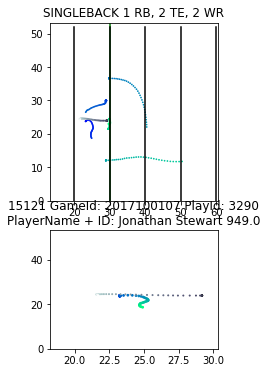 SINGLEBACK 1 RB, 2 TE, 2 WR
50
40
30
20
10
0
20 30 40 50 60
15121 GameId: 2017100107 PlayId: 3290
PlayerName + ID: Jonathan Stewart 949.0
40
20
0
20.0 22.5 25.0 27.5 30.0